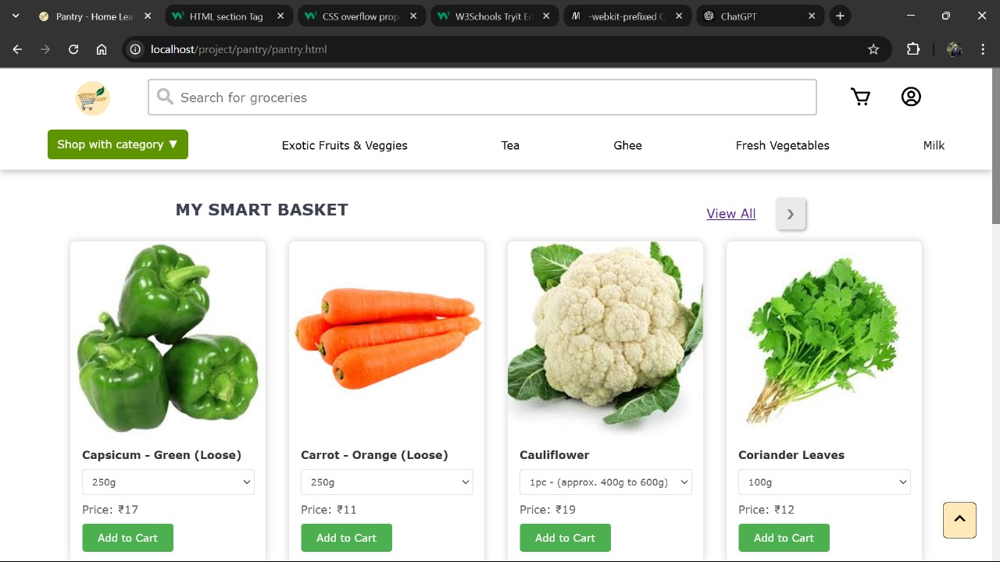 Pantry - Home Lea
HTML section Tag
CSS overflow prop
W3Schools Tryit Ed
-webkit-prefixed C
ChatGPT
localhost/project/pantry/pantry.html
Search for groceries
Shop with category ▼
Exotic Fruits & Veggies
Tea
Ghee
Fresh Vegetables
Milk
MY SMART BASKET
View All
Capsicum - Green (Loose)
Carrot - Orange (Loose)
Cauliflower
Coriander Leaves
250g
250g
1pc - (approx. 400g to 600g)
100g
Price: ₹17
Price: ₹11
Price: ₹19
Price: ₹12
Add to Cart
Add to Cart
Add to Cart
Add to Cart